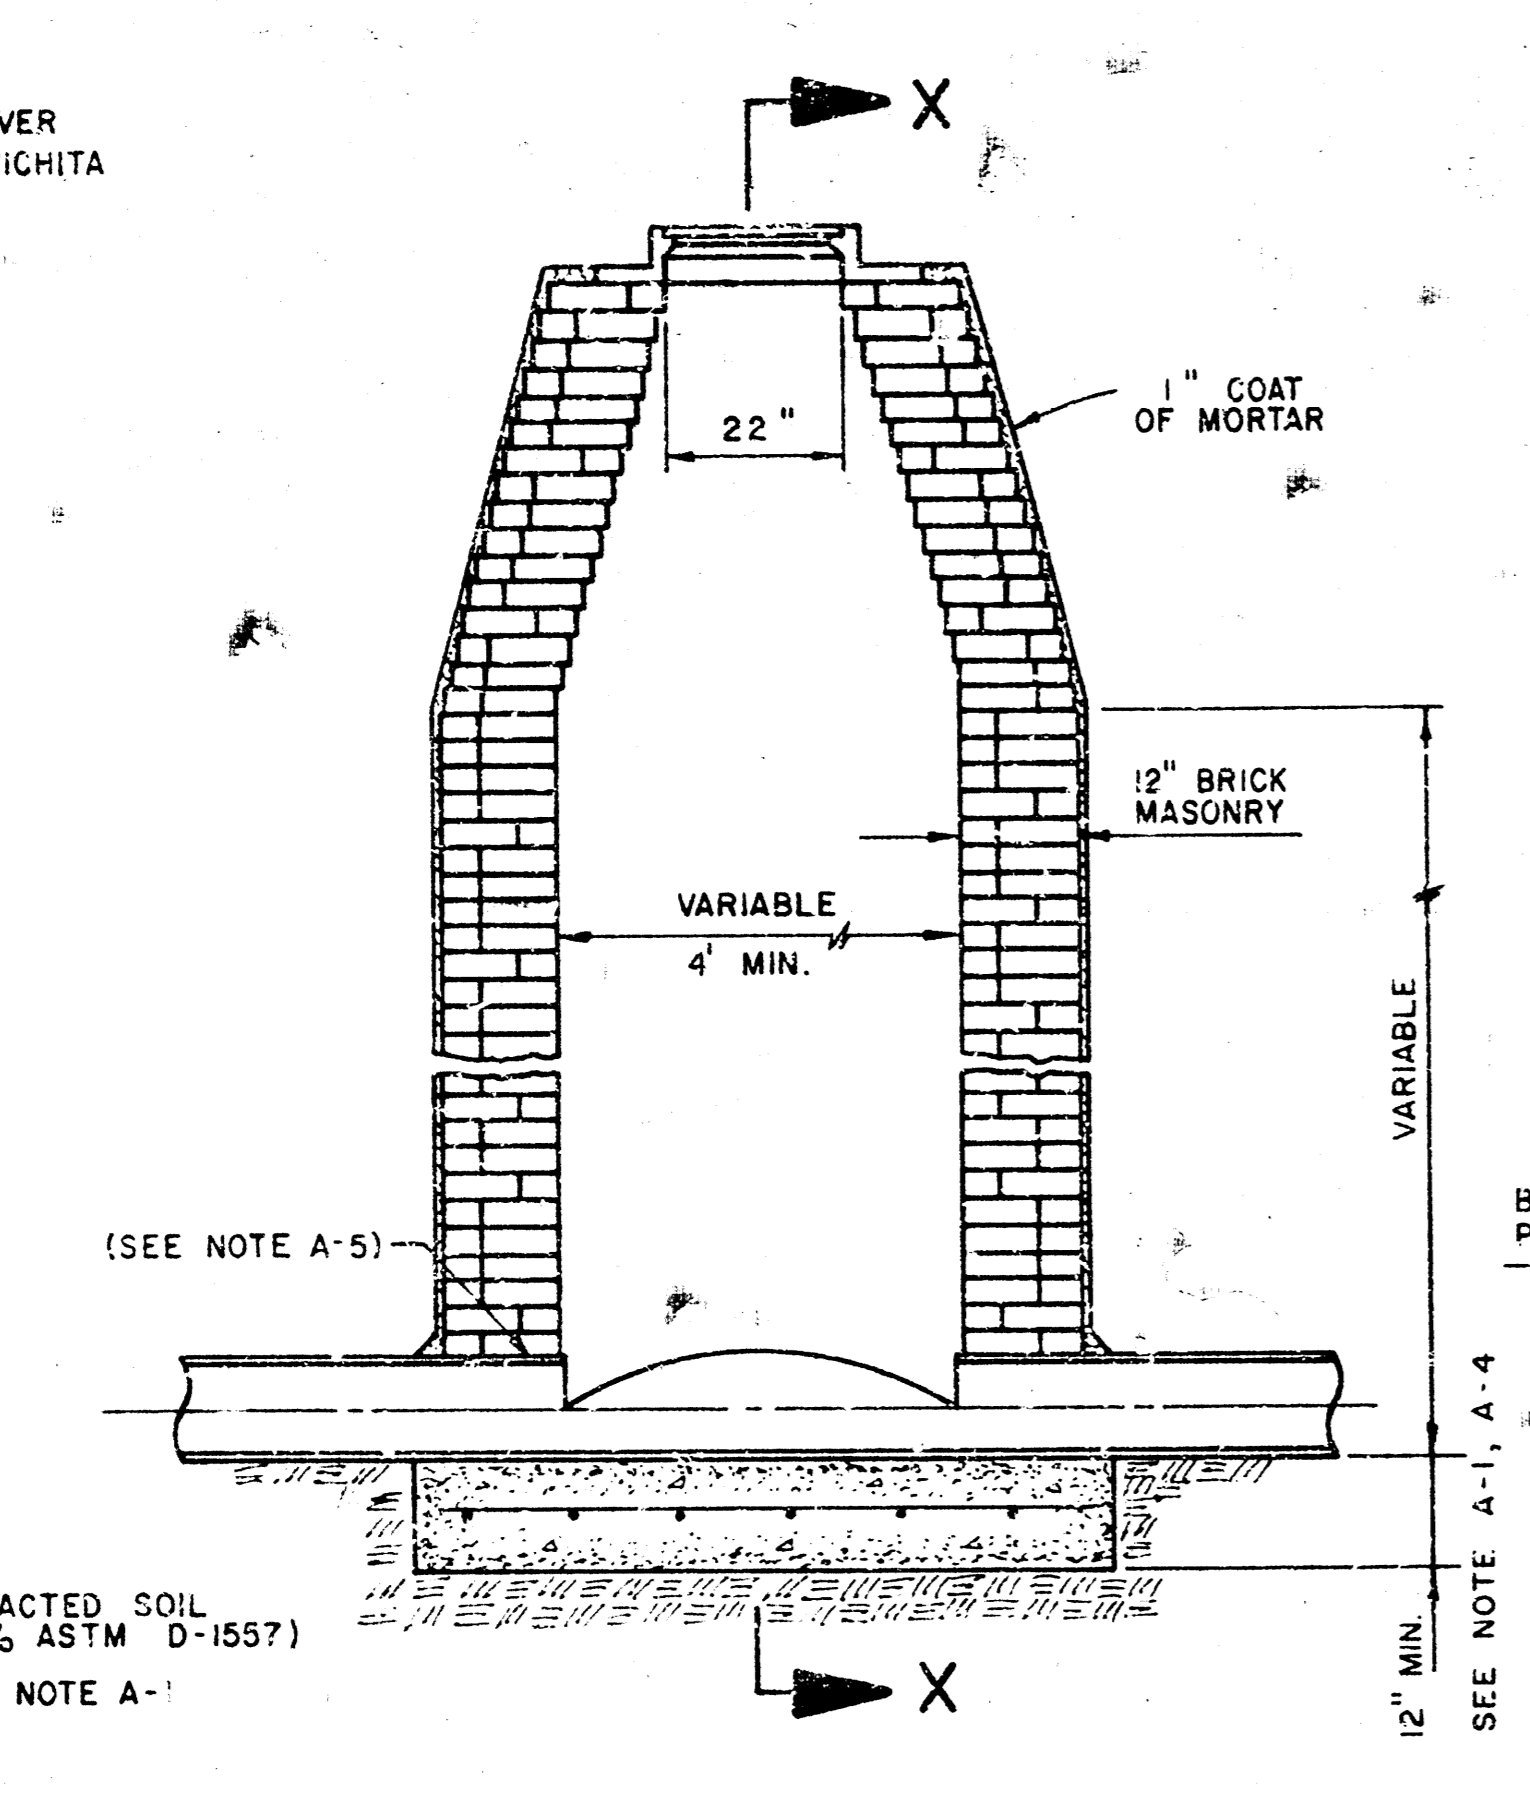 VER
ICHITA
X
1" COAT
OF MORTAR
22"
12" BRICK
MASONRY
VARIABLE
4' MIN.
VARIABLE
(SEE NOTE A-5)
ACTED SOIL
% ASTM D-1557)
NOTE A-1
12" MIN.
SEE NOTE A-1, A-4
X